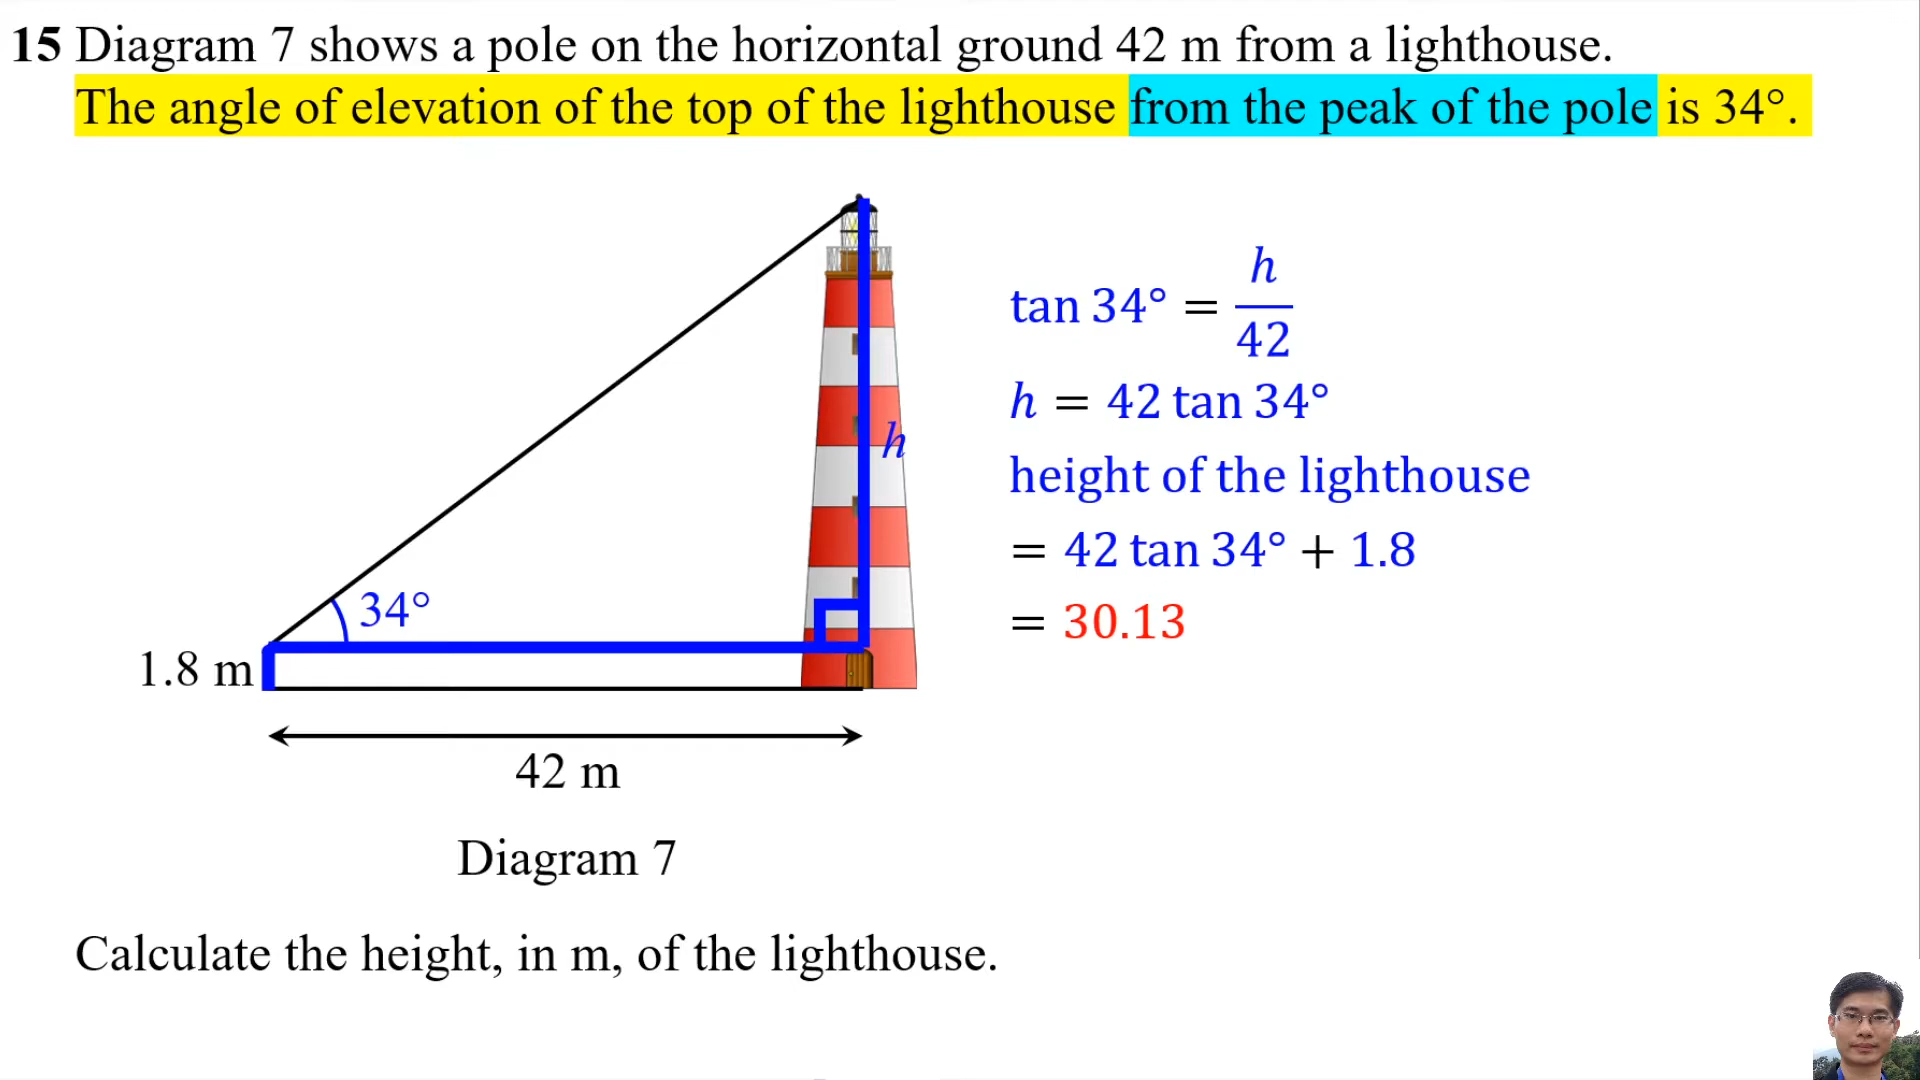 15 Diagram 7 shows a pole on the horizontal ground 42 m from a lighthouse.
The angle of elevation of the top of the lighthouse from the peak of the pole is 34°.
tan 34° = h/42
h = 42 tan 34°
height of the lighthouse
= 42 tan 34° + 1.8
= 30.13
h
34°
1.8 m
42 m
Diagram 7
Calculate the height, in m, of the lighthouse.